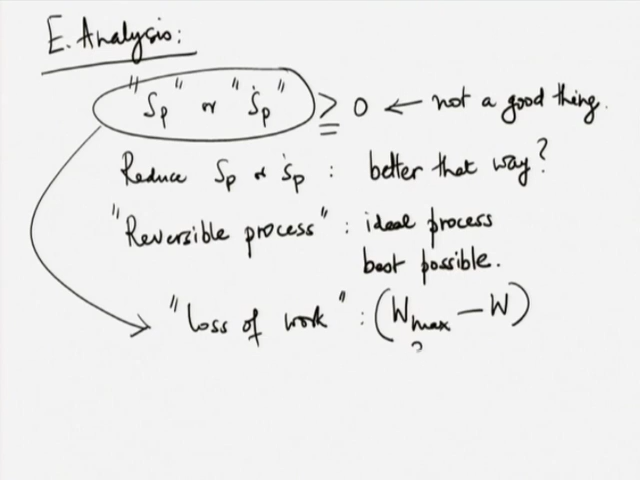 E. Analysis:
"Sp" or "Ṡp" ≥ 0 ← not a good thing.
Reduce Sp or Ṡp : better that way?
"Reversible process" : ideal process
best possible.
"loss of work" : (Wmax - W)
?